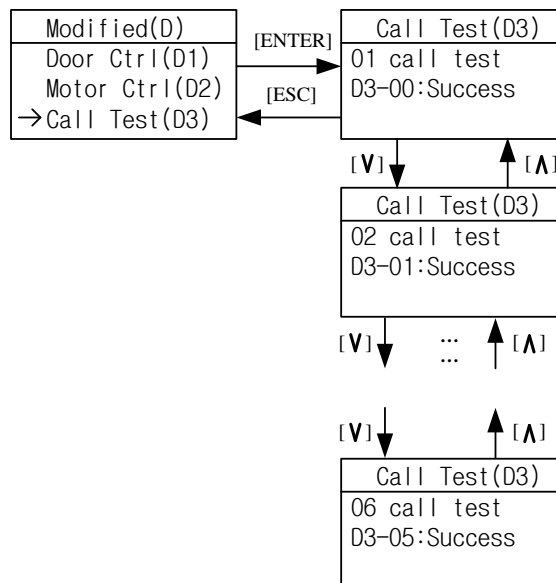 Modified(D)
Door Ctrl(D1)
Motor Ctrl(D2)
→Call Test(D3)
[ENTER]
[ESC]
Call Test(D3)
01 call test
D3-00:Success
[∨]
[∧]
Call Test(D3)
02 call test
D3-01:Success
[∨]
...
...
[∧]
[∨]
[∧]
Call Test(D3)
06 call test
D3-05:Success